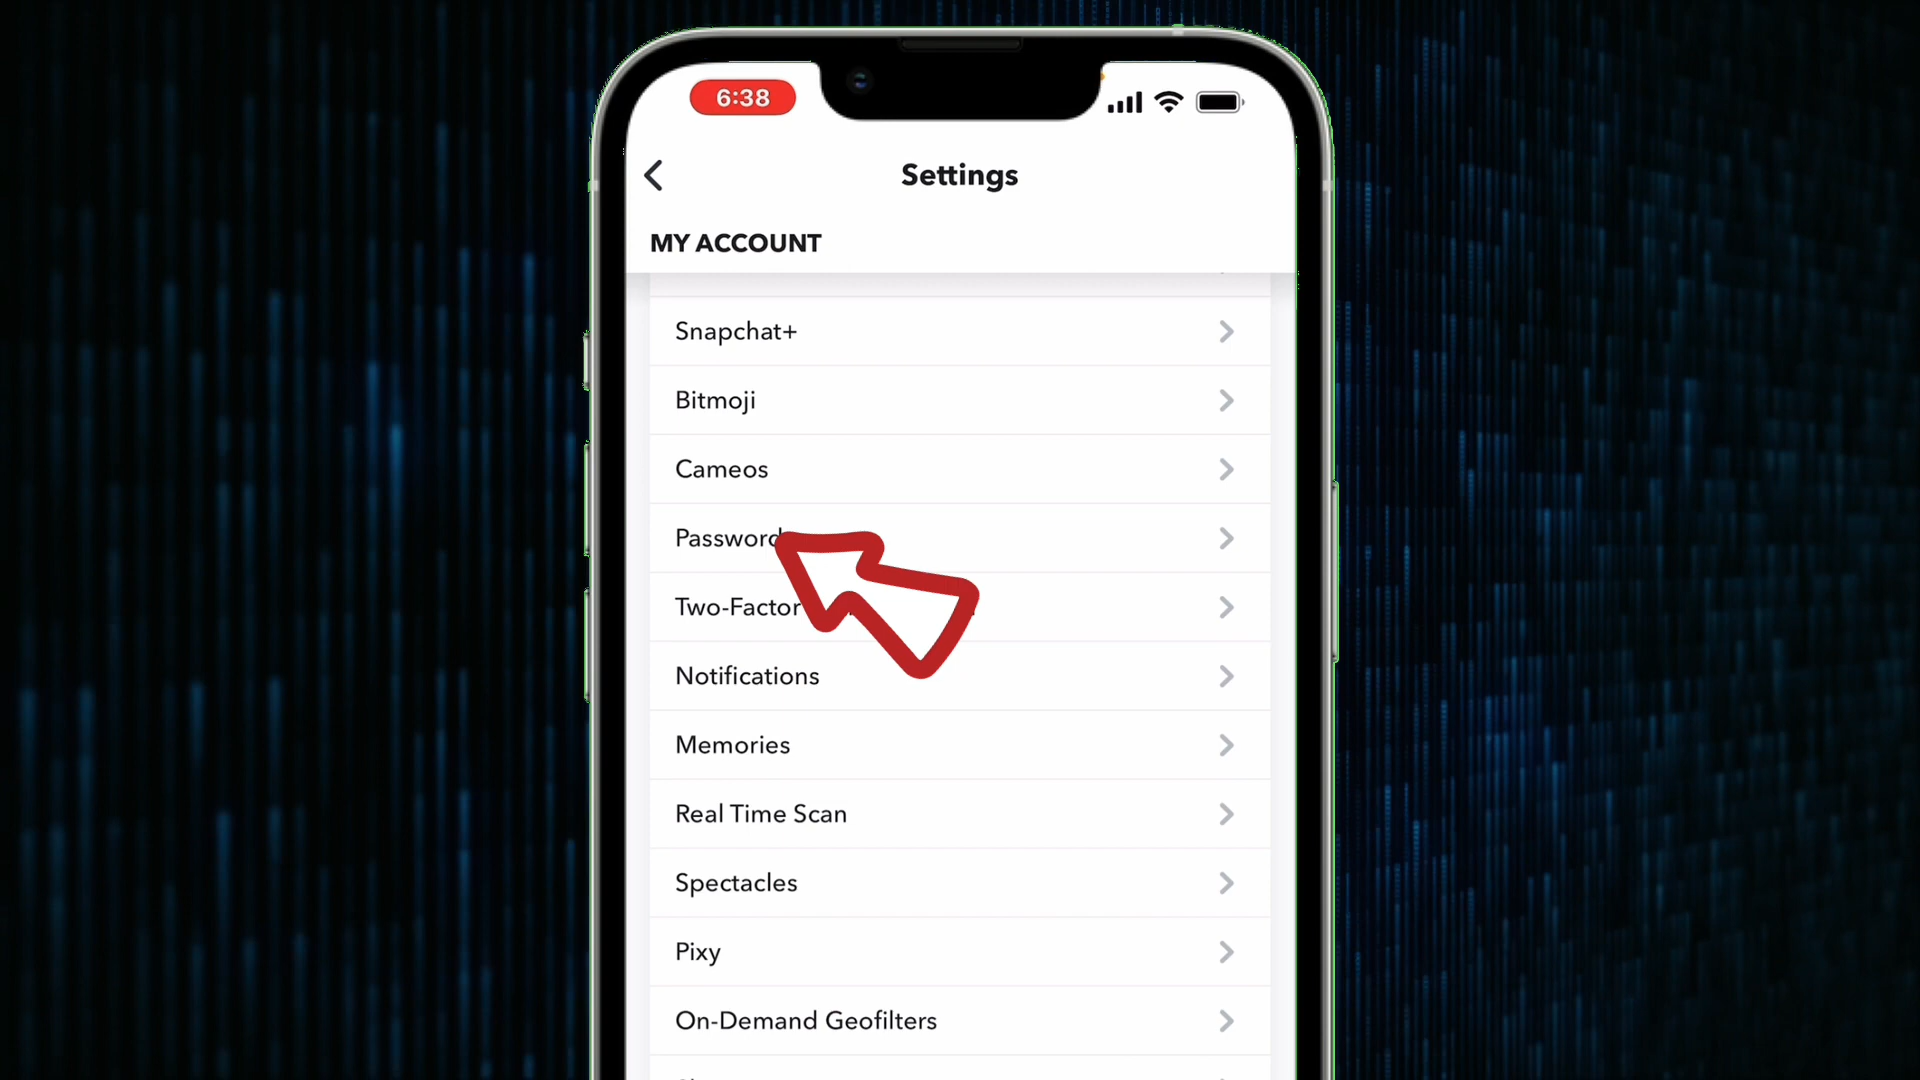 6:38
Settings
MY ACCOUNT
Snapchat+
Bitmoji
Cameos
Password
Two-Factor
Notifications
Memories
Real Time Scan
Spectacles
Pixy
On-Demand Geofilters